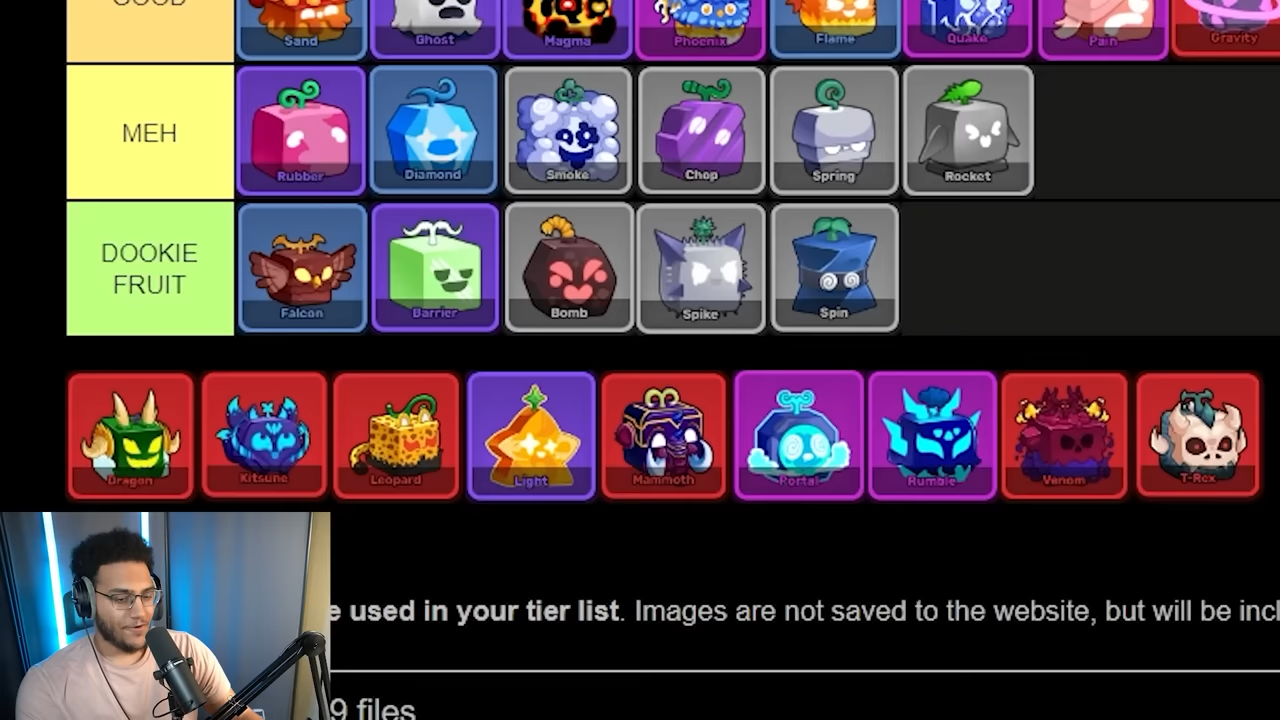 GOOD
Sand Ghost Magma Phoenix Flame Quake Pain Gravity
MEH
Rubber Diamond Smoke Chop Spring Rocket
DOOKIE
FRUIT
Falcon Barrier Bomb Spike Spin
Dragon Kitsune Leopard Light Mammoth Portal Rumble Venom T-Rex
e used in your tier list. Images are not saved to the website, but will be incl
9 files